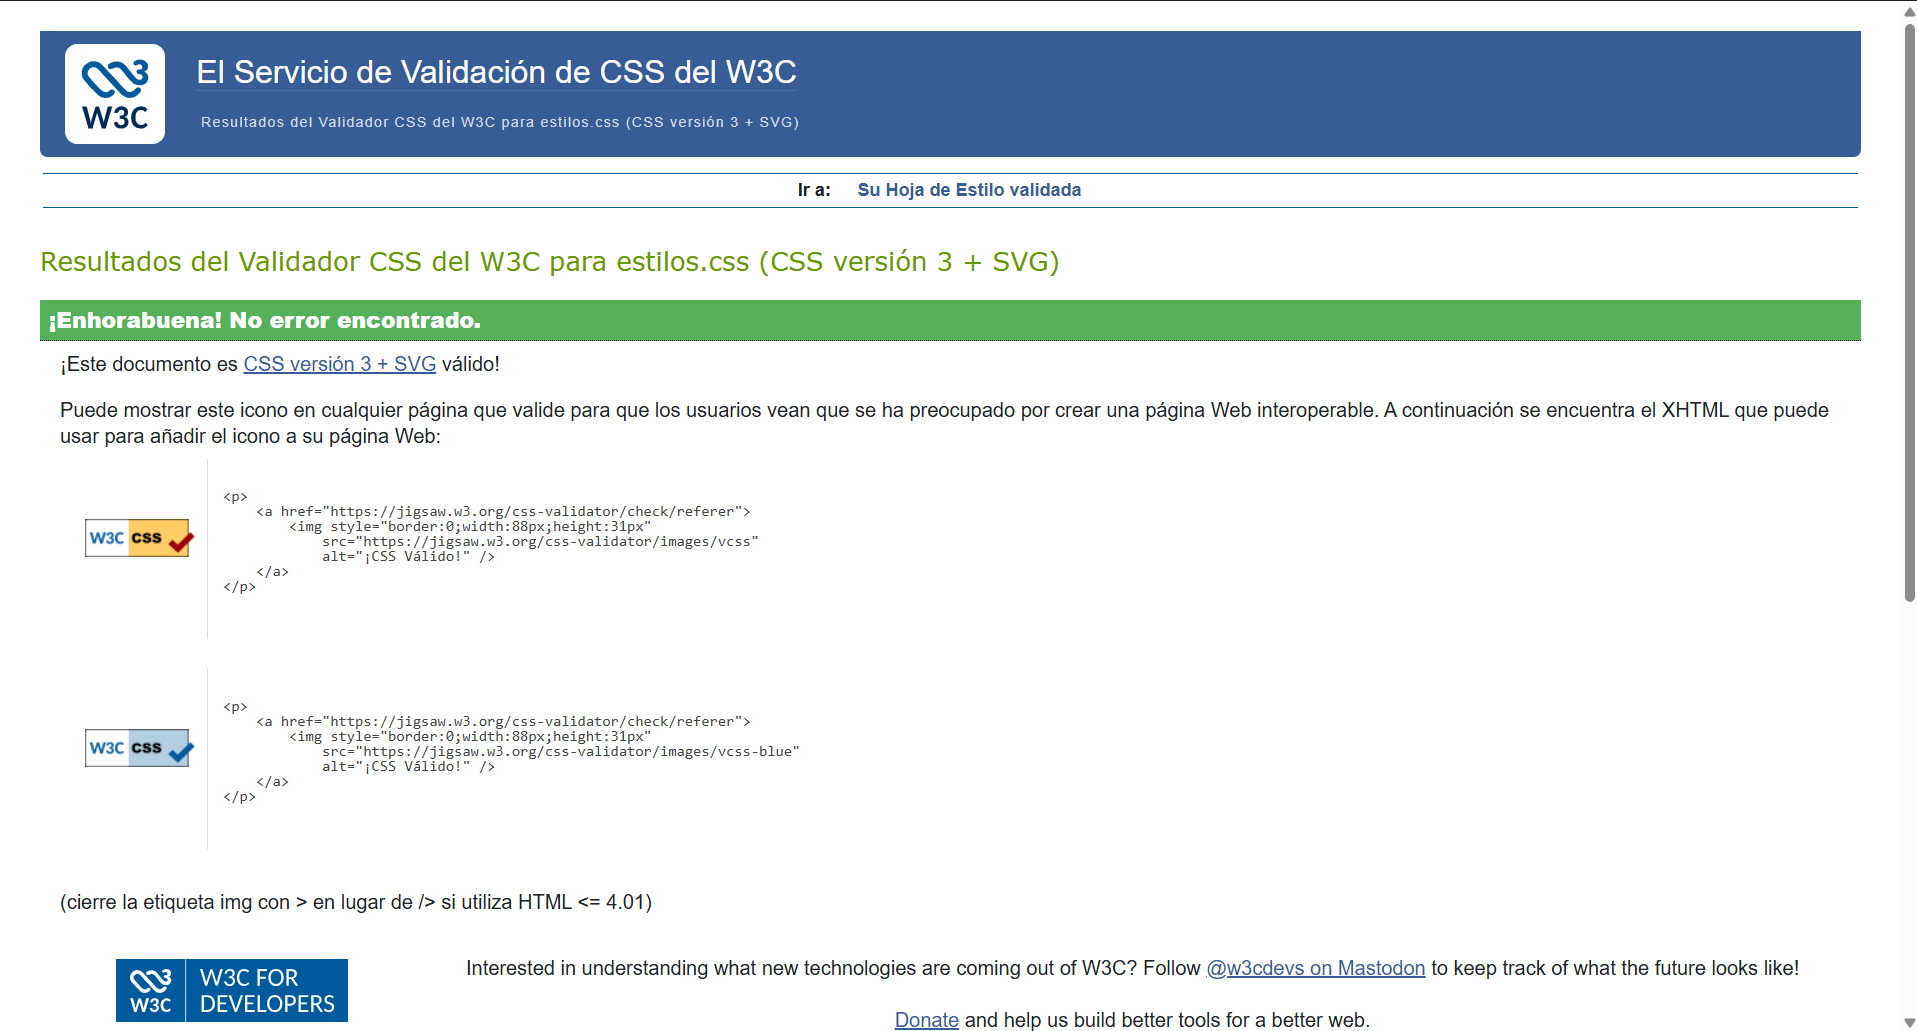 W3C
El Servicio de Validación de CSS del W3C
Resultados del Validador CSS del W3C para estilos.css (CSS versión 3 + SVG)
Ir a: Su Hoja de Estilo validada
Resultados del Validador CSS del W3C para estilos.css (CSS versión 3 + SVG)
¡Enhorabuena! No error encontrado.
¡Este documento es CSS versión 3 + SVG válido!
Puede mostrar este icono en cualquier página que valide para que los usuarios vean que se ha preocupado por crear una página Web interoperable. A continuación se encuentra el XHTML que puede
usar para añadir el icono a su página Web:
W3C css
<p>
    <a href="https://jigsaw.w3.org/css-validator/check/referer">
        <img style="border:0;width:88px;height:31px"
            src="https://jigsaw.w3.org/css-validator/images/vcss"
            alt="¡CSS Válido!" />
    </a>
</p>
W3C css
<p>
    <a href="https://jigsaw.w3.org/css-validator/check/referer">
        <img style="border:0;width:88px;height:31px"
            src="https://jigsaw.w3.org/css-validator/images/vcss-blue"
            alt="¡CSS Válido!" />
    </a>
</p>
(cierre la etiqueta img con > en lugar de /> si utiliza HTML <= 4.01)
W3C
W3C FOR
DEVELOPERS
Interested in understanding what new technologies are coming out of W3C? Follow @w3cdevs on Mastodon to keep track of what the future looks like!
Donate and help us build better tools for a better web.